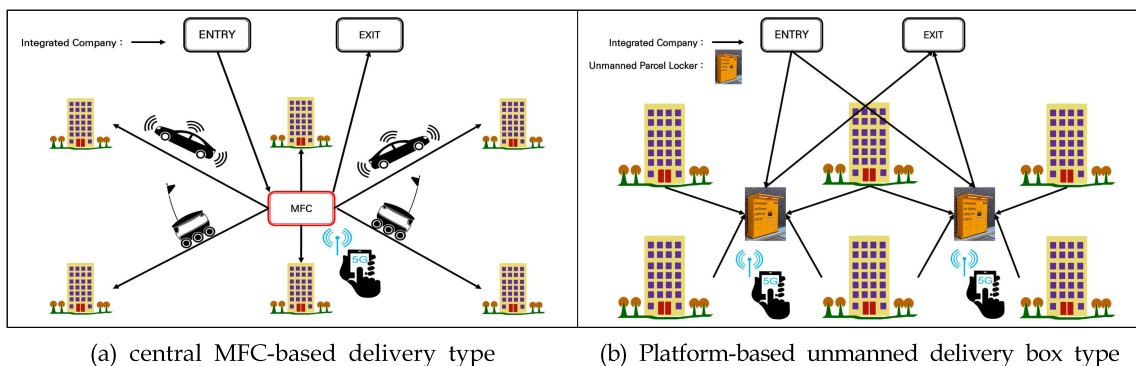 Integrated Company :
ENTRY
EXIT
MFC
5G
(a) central MFC-based delivery type
Integrated Company :
Unmanned Parcel Locker :
ENTRY
EXIT
5G
5G
(b) Platform-based unmanned delivery box type